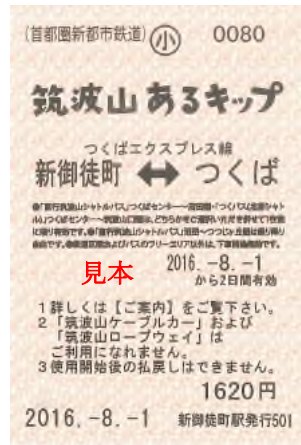 (首都圏新都市鉄道) 小 0080
筑波山あるキップ
つくばエクスプレス線
新御徒町 ↔ つくば
見本
2016.-8.-1
から2日間有効
1詳しくは【ご案内】をご覧下さい。
2「筑波山ケーブルカー」および
「筑波山ロープウェイ」は
ご利用になれません。
3使用開始後の払戻しはできません。
1620円
2016.-8.-1 新御徒町駅発行501